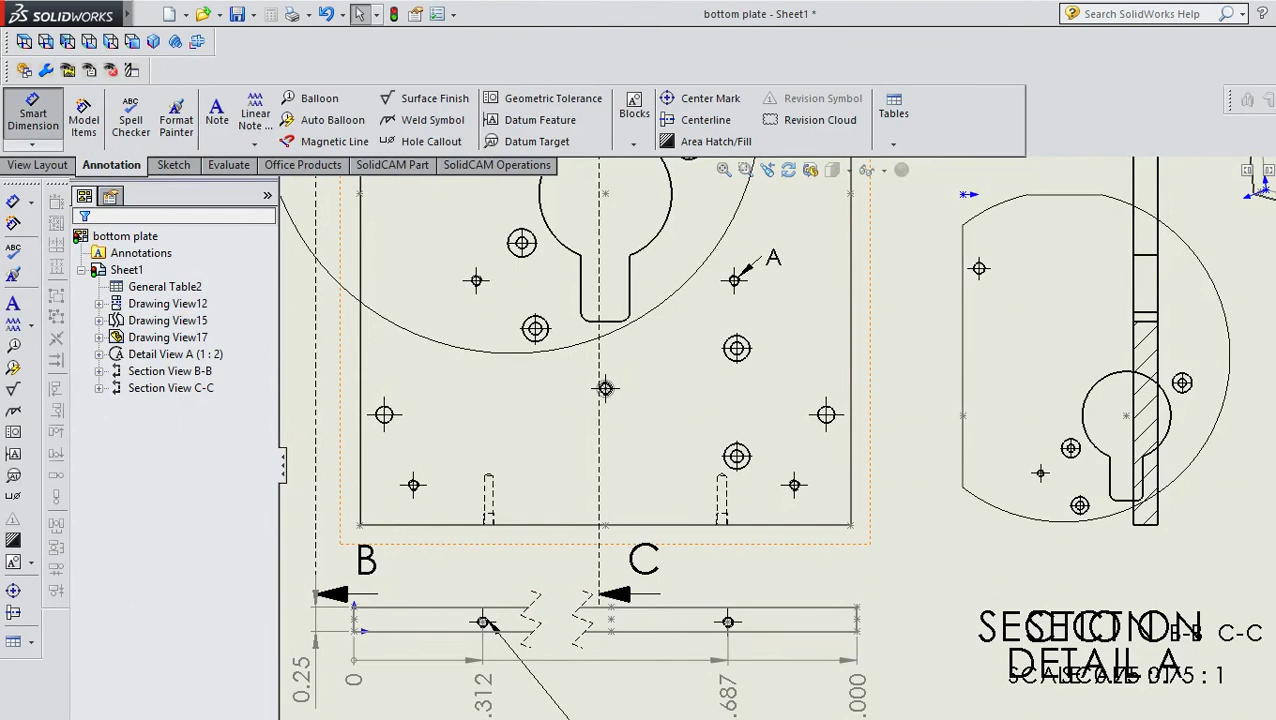 SOLIDWORKS
bottom plate - Sheet1 *
Search SolidWorks Help
Smart Dimension
Model Items
Spell Checker
Format Painter
Note
Linear Note ...
Balloon
Auto Balloon
Magnetic Line
Surface Finish
Weld Symbol
Hole Callout
Geometric Tolerance
Datum Feature
Datum Target
Blocks
Center Mark
Centerline
Area Hatch/Fill
Revision Symbol
Revision Cloud
Tables
View Layout
Annotation
Sketch
Evaluate
Office Products
SolidCAM Part
SolidCAM Operations
bottom plate
Annotations
Sheet1
General Table2
Drawing View12
Drawing View15
Drawing View17
Detail View A (1 : 2)
Section View B-B
Section View C-C
A
B
C
0.25
0
.312
.687
.000
B-B C-C
DETAIL A